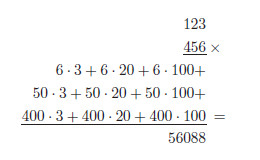 123
456 ×
6 · 3 + 6 · 20 + 6 · 100+
50 · 3 + 50 · 20 + 50 · 100+
400 · 3 + 400 · 20 + 400 · 100 =
56088